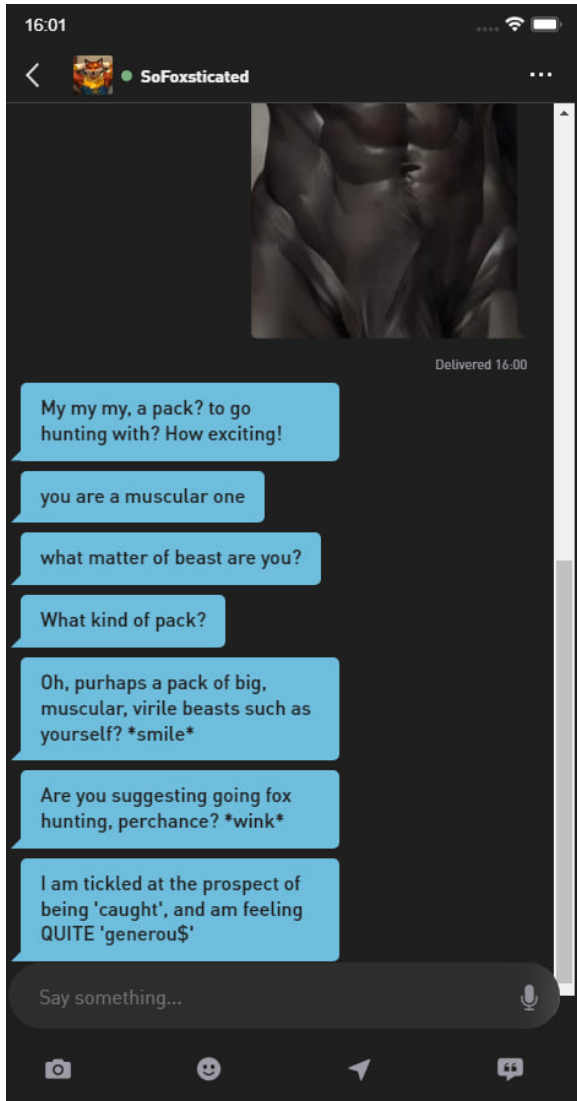 16:01
SoFoxsticated
Delivered 16:00
My my my, a pack? to go
hunting with? How exciting!
you are a muscular one
what matter of beast are you?
What kind of pack?
Oh, purhaps a pack of big,
muscular, virile beasts such as
yourself? *smile*
Are you suggesting going fox
hunting, perchance? *wink*
I am tickled at the prospect of
being 'caught', and am feeling
QUITE 'generou$'
Say something...